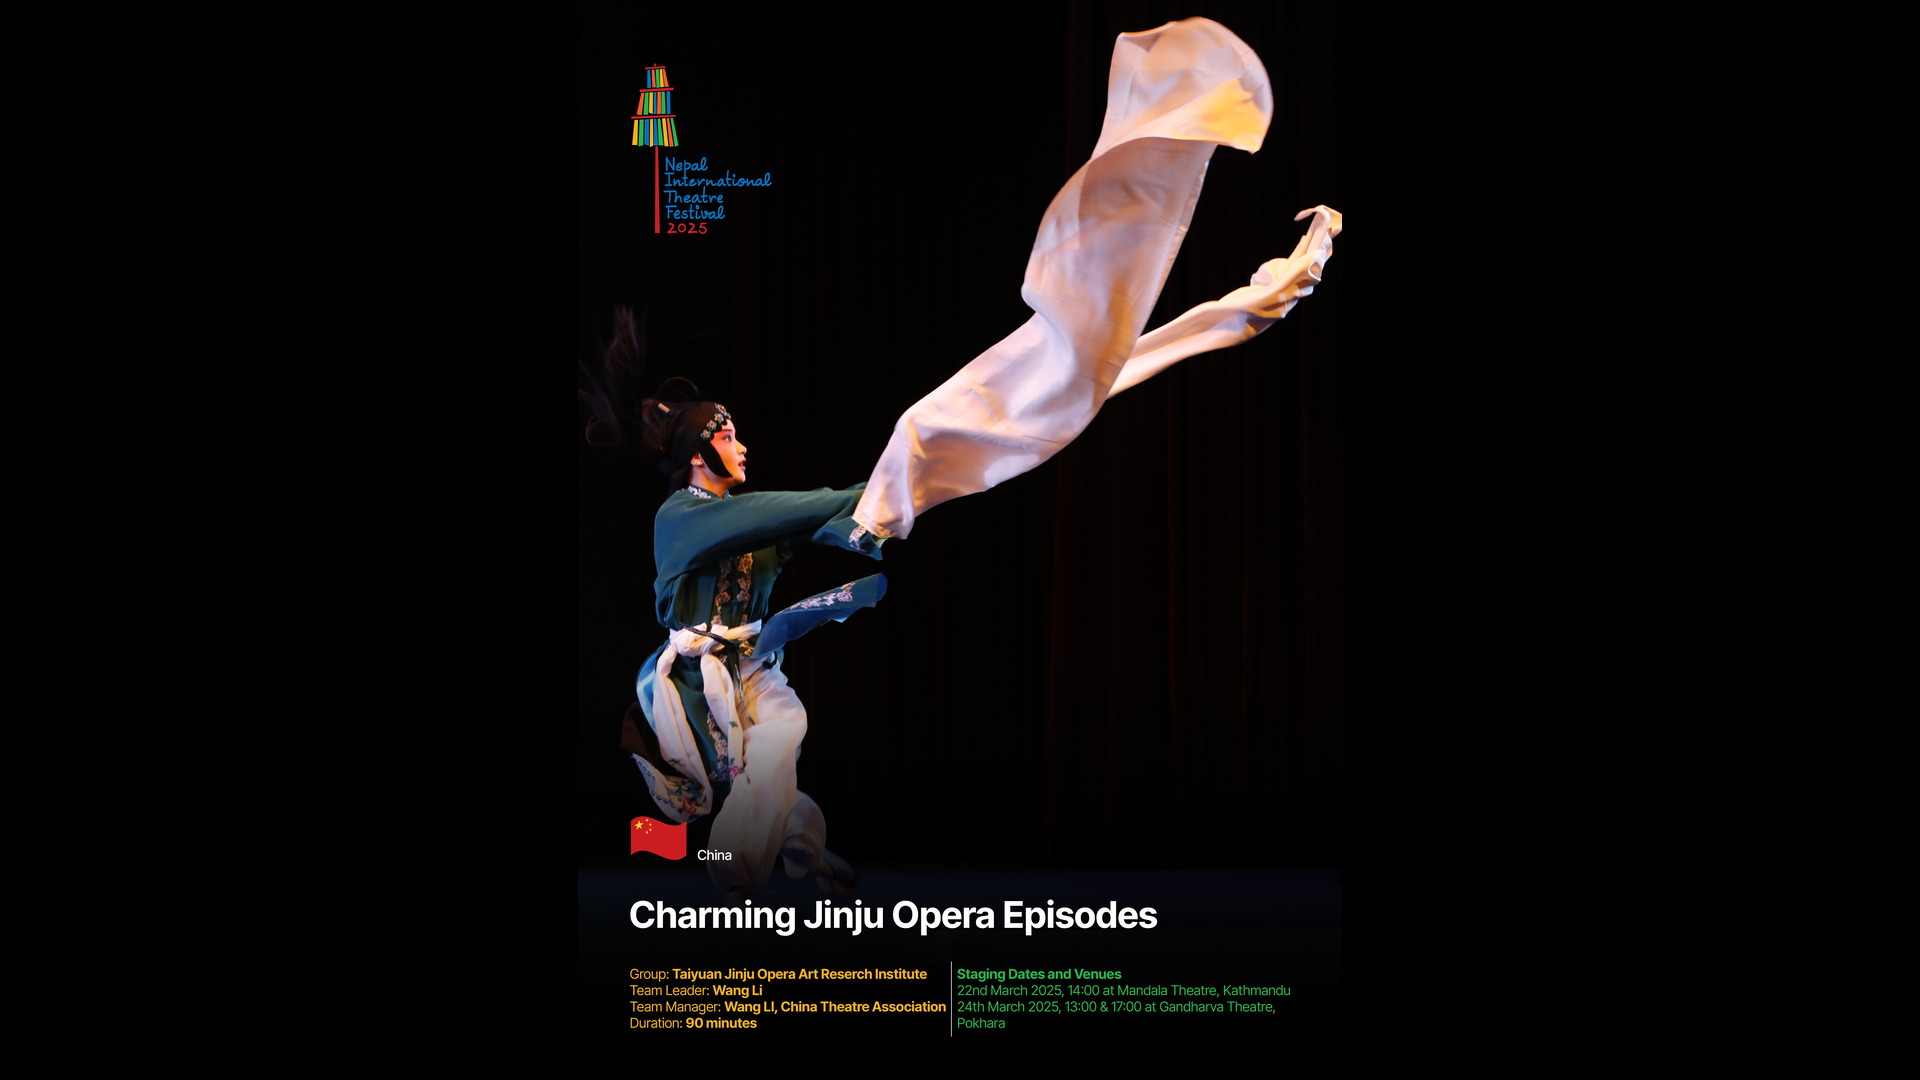 Nepal
International
Theatre
Festival
2025
China
Charming Jinju Opera Episodes
Group: Taiyuan Jinju Opera Art Reserch Institute
Team Leader: Wang Li
Team Manager: Wang LI, China Theatre Association
Duration: 90 minutes
Staging Dates and Venues
22nd March 2025, 14:00 at Mandala Theatre, Kathmandu
24th March 2025, 13:00 & 17:00 at Gandharva Theatre,
Pokhara